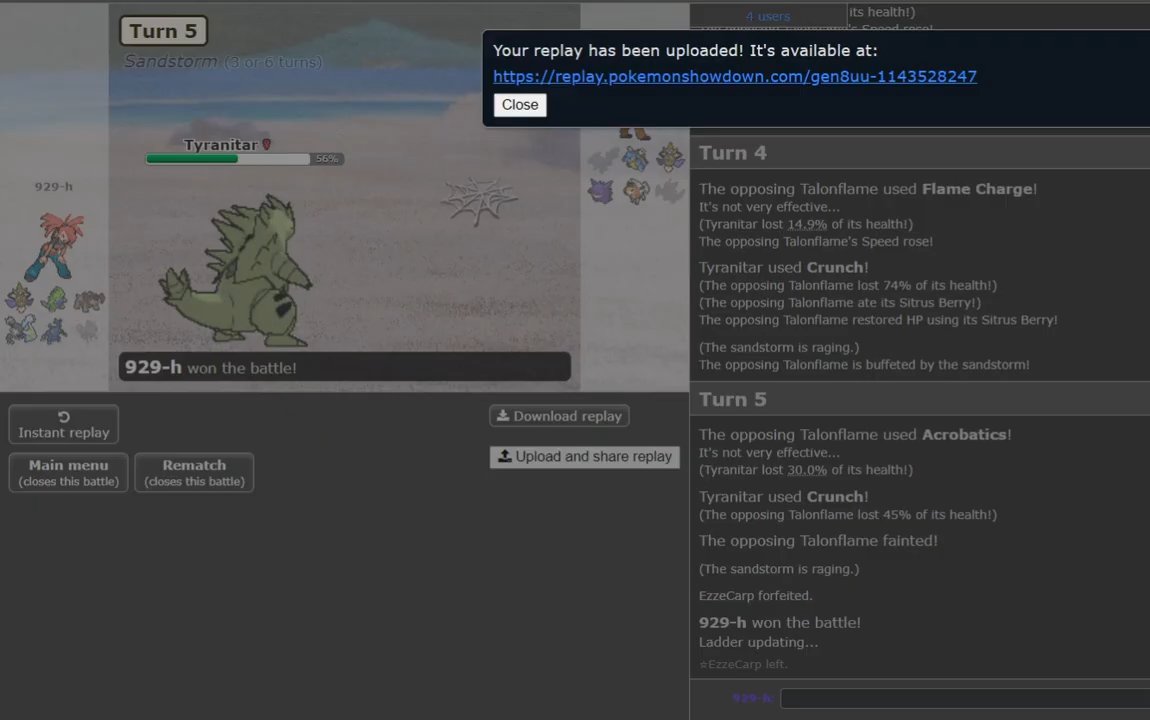 Turn 5
Sandstorm (3 or 6 turns)
Tyranitar
56%
929-h
929-h won the battle!
Instant replay
Main menu
(closes this battle)
Rematch
(closes this battle)
Download replay
Upload and share replay
4 users
its health!)
Your replay has been uploaded! It's available at:
https://replay.pokemonshowdown.com/gen8uu-1143528247
Close
Turn 4
The opposing Talonflame used Flame Charge!
It's not very effective...
(Tyranitar lost 14.9% of its health!)
The opposing Talonflame's Speed rose!
Tyranitar used Crunch!
(The opposing Talonflame lost 74% of its health!)
(The opposing Talonflame ate its Sitrus Berry!)
The opposing Talonflame restored HP using its Sitrus Berry!
(The sandstorm is raging.)
The opposing Talonflame is buffeted by the sandstorm!
Turn 5
The opposing Talonflame used Acrobatics!
It's not very effective...
(Tyranitar lost 30.0% of its health!)
Tyranitar used Crunch!
(The opposing Talonflame lost 45% of its health!)
The opposing Talonflame fainted!
(The sandstorm is raging.)
EzzeCarp forfeited.
929-h won the battle!
Ladder updating...
☆EzzeCarp left.
929-h: